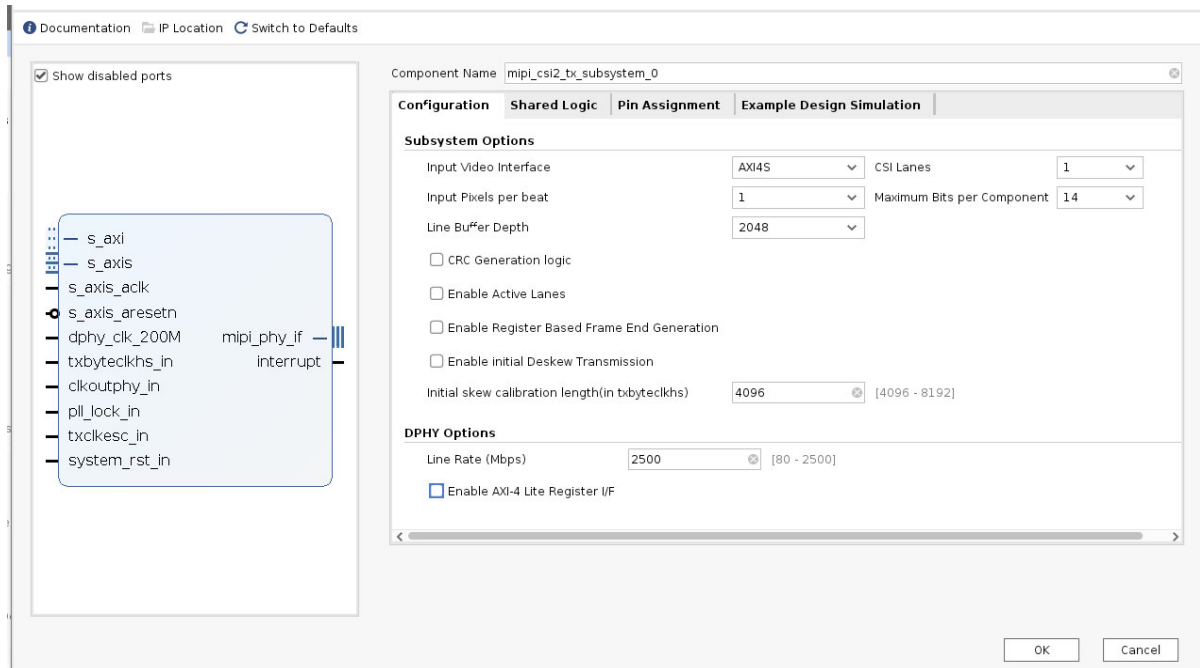 Documentation IP Location Switch to Defaults
Show disabled ports
s_axi
s_axis
s_axis_aclk
s_axis_aresetn
dphy_clk_200M mipi_phy_if
txbyteclkhs_in interrupt
clkoutphy_in
pll_lock_in
txclkesc_in
system_rst_in
Component Name mipi_csi2_tx_subsystem_0
Configuration Shared Logic Pin Assignment Example Design Simulation
Subsystem Options
Input Video Interface AXI4S CSI Lanes 1
Input Pixels per beat 1 Maximum Bits per Component 14
Line Buffer Depth 2048
CRC Generation logic
Enable Active Lanes
Enable Register Based Frame End Generation
Enable initial Deskew Transmission
Initial skew calibration length(in txbyteclkhs) 4096 [4096 - 8192]
DPHY Options
Line Rate (Mbps) 2500 [80 - 2500]
Enable AXI-4 Lite Register I/F
OK Cancel